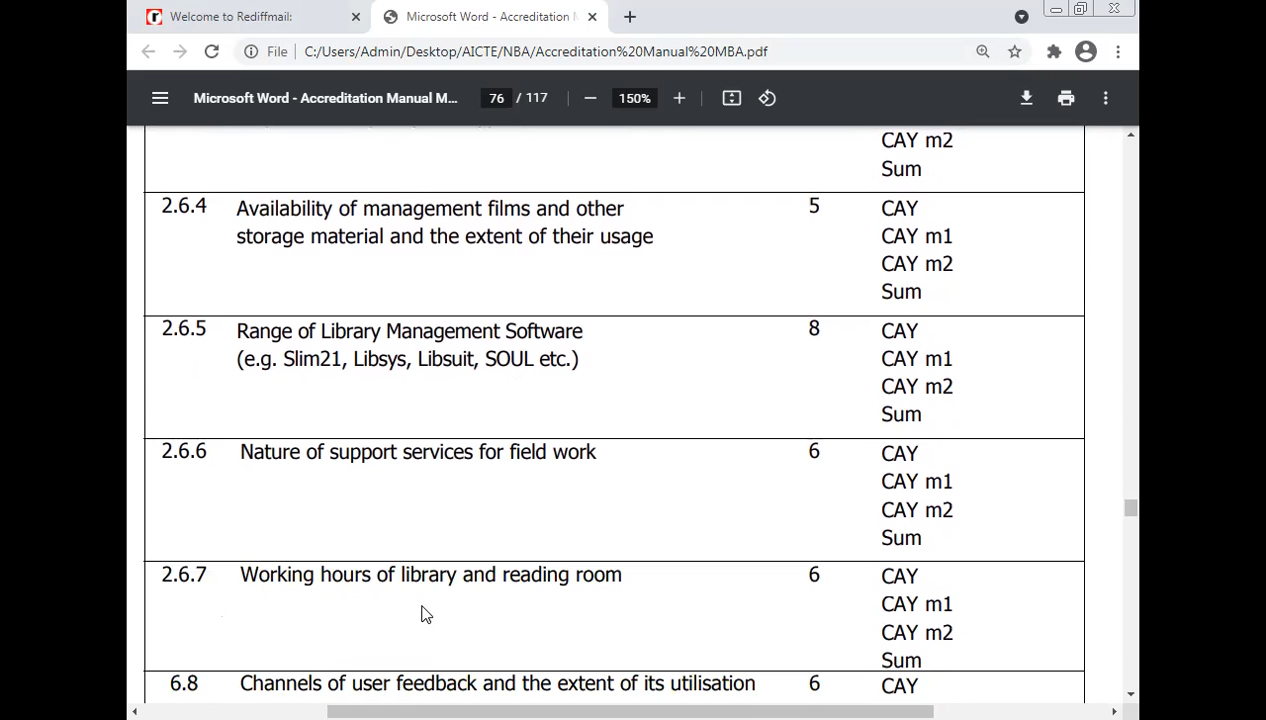 Welcome to Rediffmail:
Microsoft Word - Accreditation M
File C:/Users/Admin/Desktop/AICTE/NBA/Accreditation%20Manual%20MBA.pdf
Microsoft Word - Accreditation Manual M... 76 / 117 150%
CAY m2
Sum
2.6.4 Availability of management films and other 5 CAY
storage material and the extent of their usage CAY m1
CAY m2
Sum
2.6.5 Range of Library Management Software 8 CAY
(e.g. Slim21, Libsys, Libsuit, SOUL etc.) CAY m1
CAY m2
Sum
2.6.6 Nature of support services for field work 6 CAY
CAY m1
CAY m2
Sum
2.6.7 Working hours of library and reading room 6 CAY
CAY m1
CAY m2
Sum
6.8 Channels of user feedback and the extent of its utilisation 6 CAY